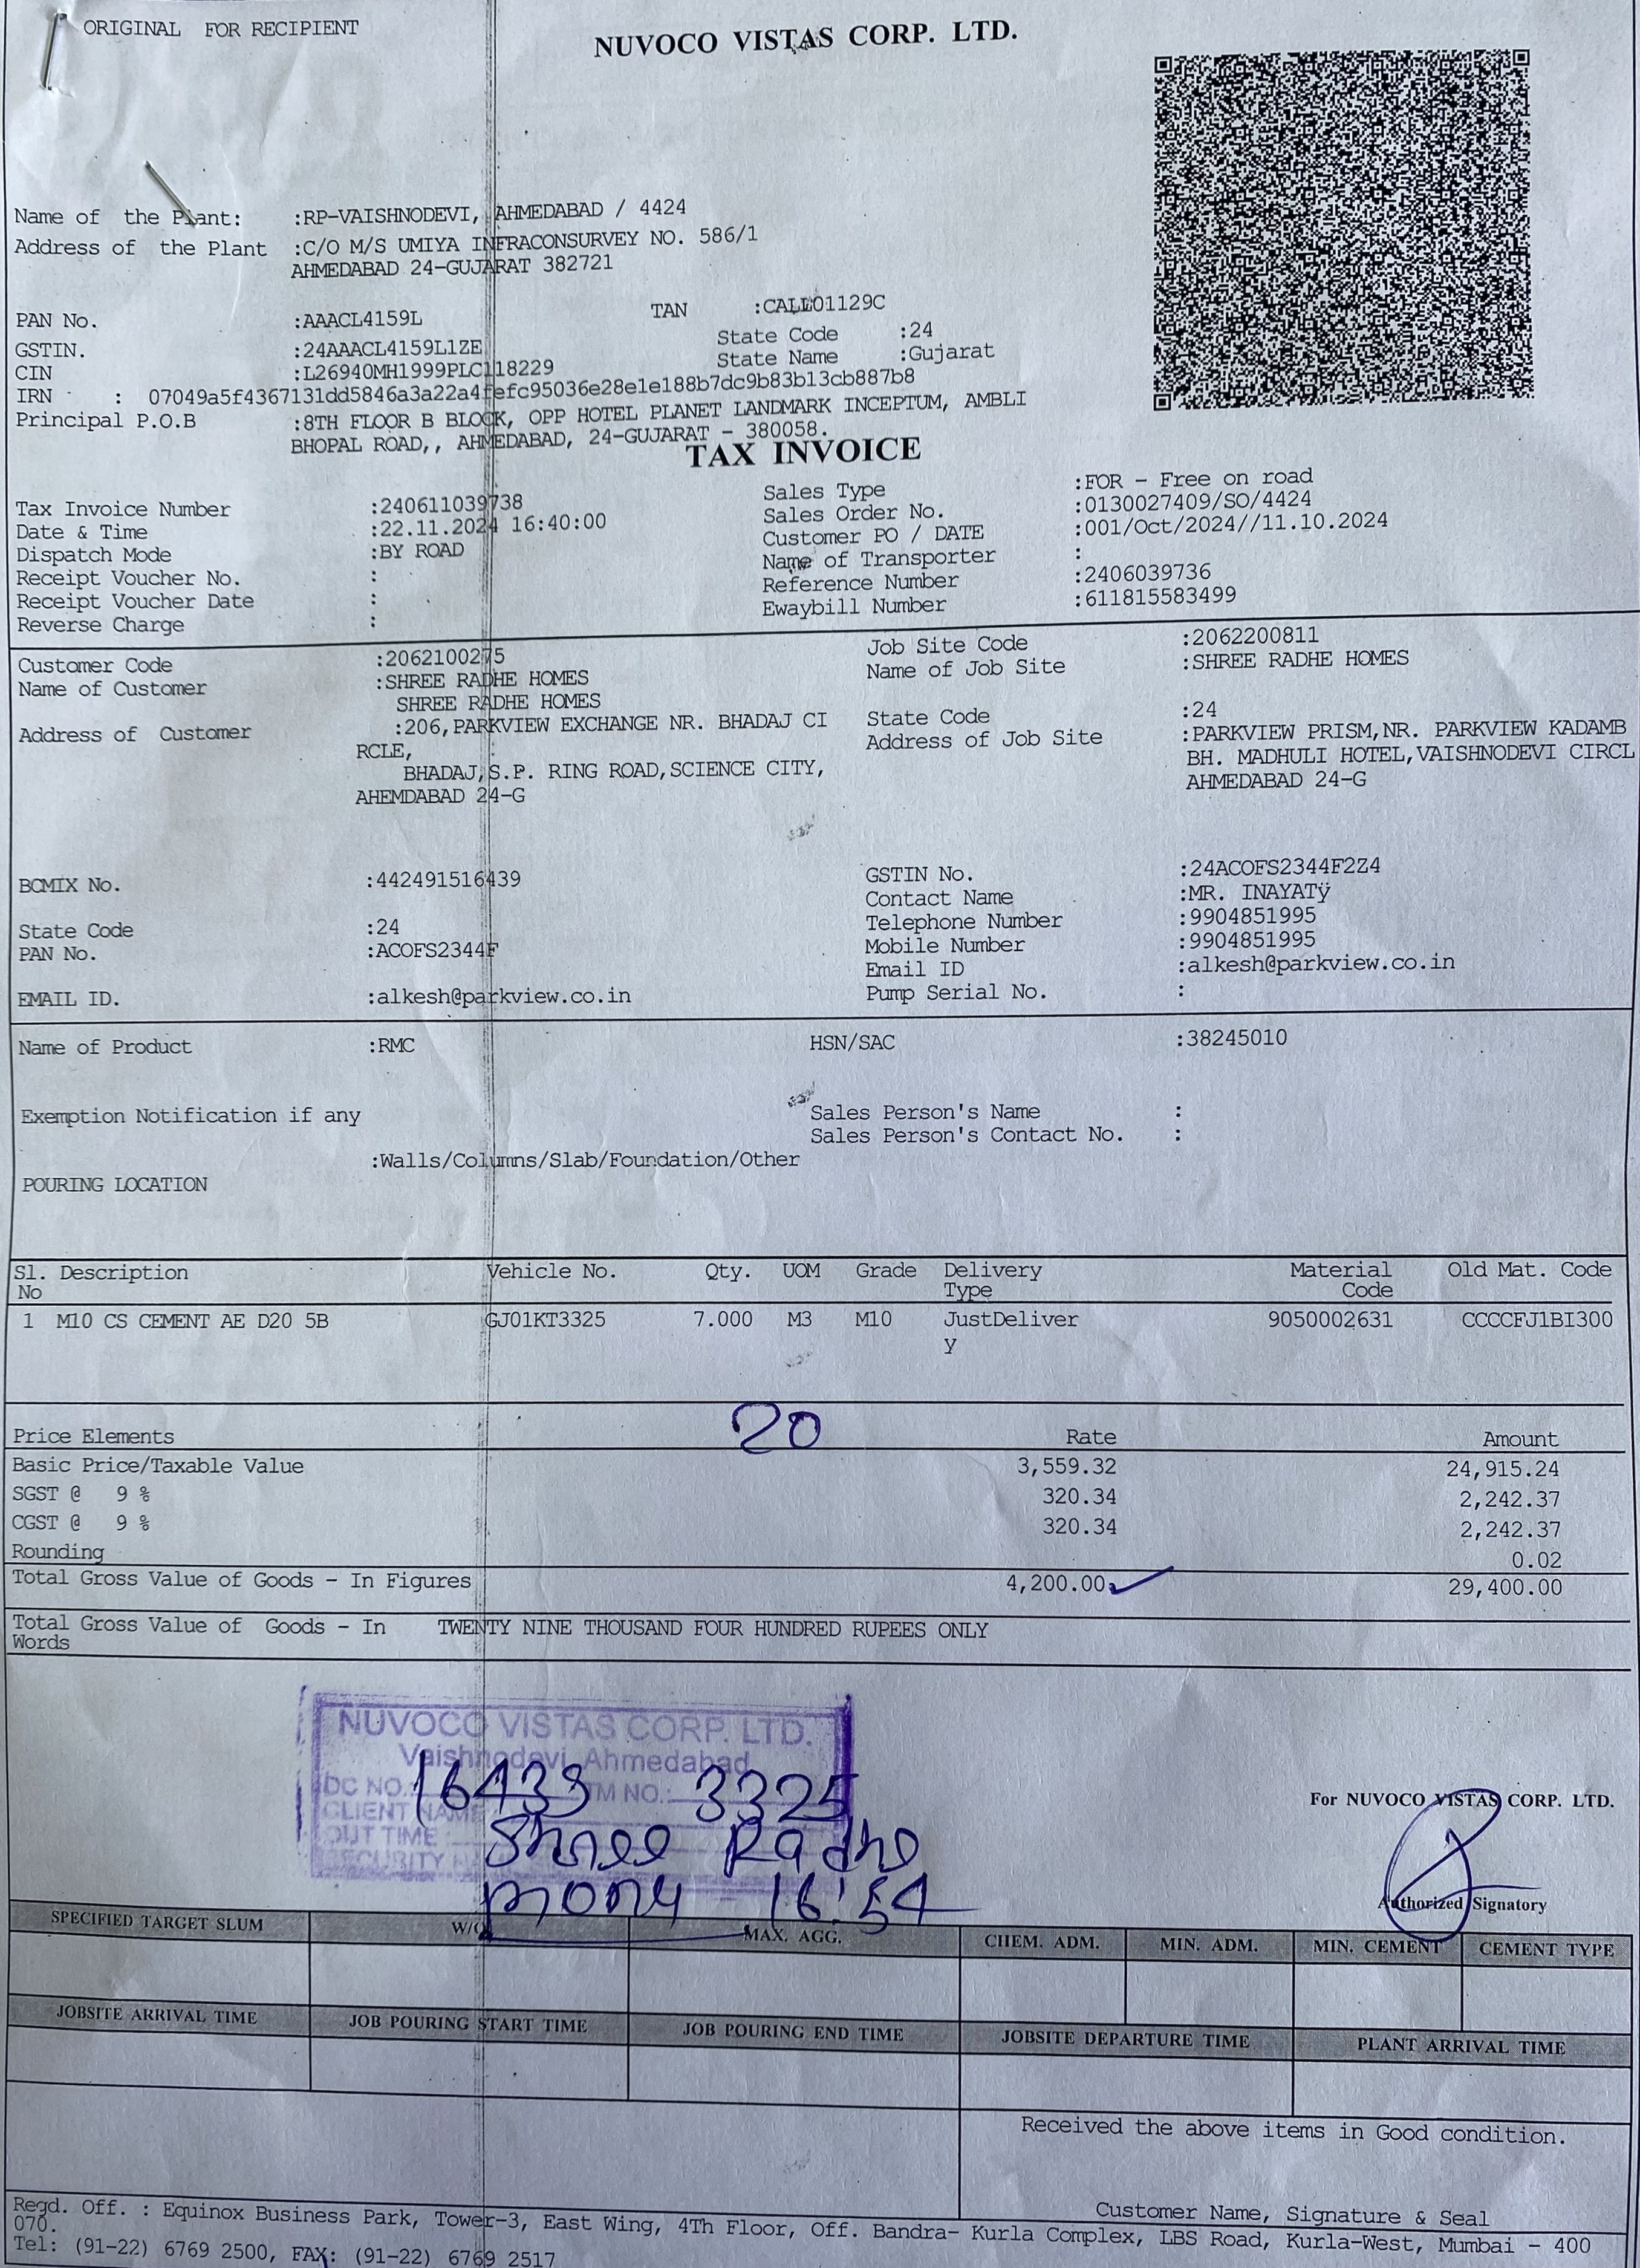 ORIGINAL FOR RECIPIENT
NUVOCO VISTAS CORP. LTD.
Name of the Plant: :RP-VAISHNODEVI, AHMEDABAD / 4424
Address of the Plant :C/O M/S UMIYA INFRACONSURVEY NO. 586/1
AHMEDABAD 24-GUJARAT 382721
PAN No. :AAACL4159L TAN :CALL01129C
GSTIN. :24AAACL4159L1ZE State Code :24
CIN :L26940MH1999PLC118229 State Name :Gujarat
IRN : 07049a5f4367131dd5846a3a22a4fefc95036e28e1e188b7dc9b83b13cb887b8
Principal P.O.B :8TH FLOOR B BLOCK, OPP HOTEL PLANET LANDMARK INCEPTUM, AMBLI
BHOPAL ROAD,, AHMEDABAD, 24-GUJARAT - 380058.
TAX INVOICE
Tax Invoice Number :240611039738 Sales Type :FOR - Free on road
Date & Time :22.11.2024 16:40:00 Sales Order No. :0130027409/SO/4424
Dispatch Mode :BY ROAD Customer PO / DATE :001/Oct/2024//11.10.2024
Receipt Voucher No. : Name of Transporter :
Receipt Voucher Date : Reference Number :2406039736
Reverse Charge : Ewaybill Number :611815583499
Customer Code :2062100275 Job Site Code :2062200811
Name of Customer :SHREE RADHE HOMES Name of Job Site :SHREE RADHE HOMES
SHREE RADHE HOMES
Address of Customer :206,PARKVIEW EXCHANGE NR. BHADAJ CI State Code :24
RCLE, Address of Job Site :PARKVIEW PRISM,NR. PARKVIEW KADAMB
BHADAJ,S.P. RING ROAD,SCIENCE CITY, BH. MADHULI HOTEL,VAISHNODEVI CIRCL
AHEMDABAD 24-G AHMEDABAD 24-G
BCMIX No. :442491516439 GSTIN No. :24ACOFS2344F2Z4
Contact Name :MR. INAYATÿ
State Code :24 Telephone Number :9904851995
PAN No. :ACOFS2344F Mobile Number :9904851995
Email ID :alkesh@parkview.co.in
EMAIL ID. :alkesh@parkview.co.in Pump Serial No. :
Name of Product :RMC HSN/SAC :38245010
Exemption Notification if any Sales Person's Name :
Sales Person's Contact No. :
:Walls/Columns/Slab/Foundation/Other
POURING LOCATION
Sl. Description Vehicle No. Qty. UOM Grade Delivery Material Old Mat. Code
No Type Code
1 M10 CS CEMENT AE D20 5B GJ01KT3325 7.000 M3 M10 JustDeliver 9050002631 CCCCFJ1BI300
y
20
Price Elements Rate Amount
Basic Price/Taxable Value 3,559.32 24,915.24
SGST @ 9 % 320.34 2,242.37
CGST @ 9 % 320.34 2,242.37
Rounding 0.02
Total Gross Value of Goods - In Figures 4,200.00 29,400.00
Total Gross Value of Goods - In TWENTY NINE THOUSAND FOUR HUNDRED RUPEES ONLY
Words
NUVOCO VISTAS CORP. LTD.
Vaishnodevi, Ahmedabad
DC NO. 16433 TM NO.: 3325
CLIENT NAME Shree Radhe
OUT TIME 16:54
SECURITY
For NUVOCO VISTAS CORP. LTD.
Authorized Signatory
SPECIFIED TARGET SLUM MAX. AGG. CHEM. ADM. MIN. ADM. MIN. CEMENT CEMENT TYPE
JOBSITE ARRIVAL TIME JOB POURING START TIME JOB POURING END TIME JOBSITE DEPARTURE TIME PLANT ARRIVAL TIME
Received the above items in Good condition.
Customer Name, Signature & Seal
Regd. Off. : Equinox Business Park, Tower-3, East Wing, 4Th Floor, Off. Bandra- Kurla Complex, LBS Road, Kurla-West, Mumbai - 400
070.
Tel: (91-22) 6769 2500, FAX: (91-22) 6769 2517